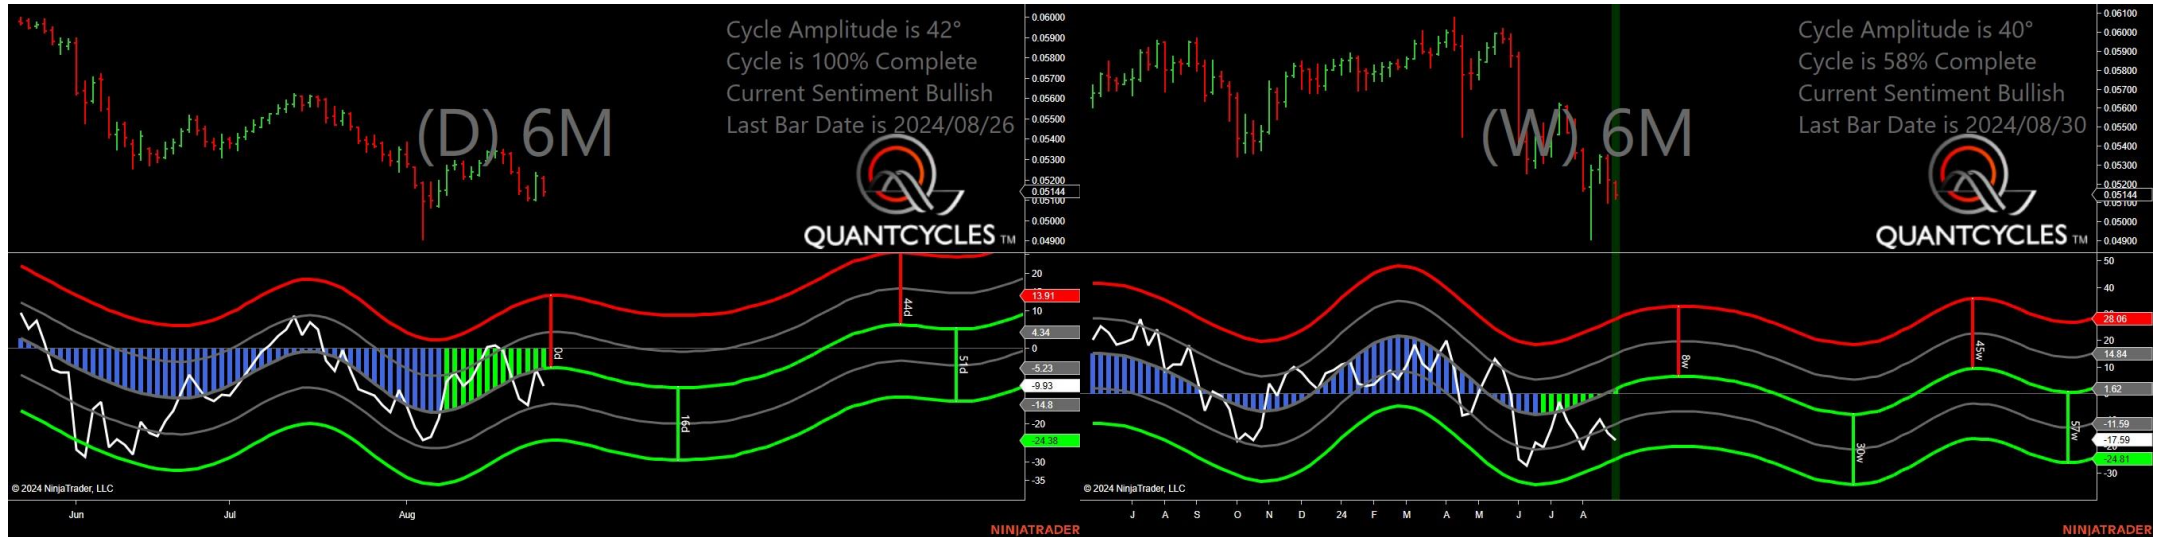 Cycle Amplitude is 42°
Cycle is 100% Complete
Current Sentiment Bullish
Last Bar Date is 2024/08/26
(D) 6M
QUANTCYCLES TM
0.06000
0.05900
0.05800
0.05700
0.05600
0.05500
0.05400
0.05300
0.05200
0.05144
0.05100
0.05000
0.04900
20
13.91
10
4.34
0
-5.23
-9.93
-14.8
-20
-24.38
-30
-35
0d
16d
44d
51d
© 2024 NinjaTrader, LLC
Jun Jul Aug
NINJATRADER
Cycle Amplitude is 40°
Cycle is 58% Complete
Current Sentiment Bullish
Last Bar Date is 2024/08/30
(W) 6M
QUANTCYCLES TM
0.06100
0.06000
0.05900
0.05800
0.05700
0.05600
0.05500
0.05400
0.05300
0.05200
0.05144
0.05100
0.05000
0.04900
50
40
28.06
20
14.84
10
1.62
-11.59
-17.59
-24.81
-30
8w
30w
45w
57w
© 2024 NinjaTrader, LLC
J A S O N D 24 F M A M J J A
NINJATRADER